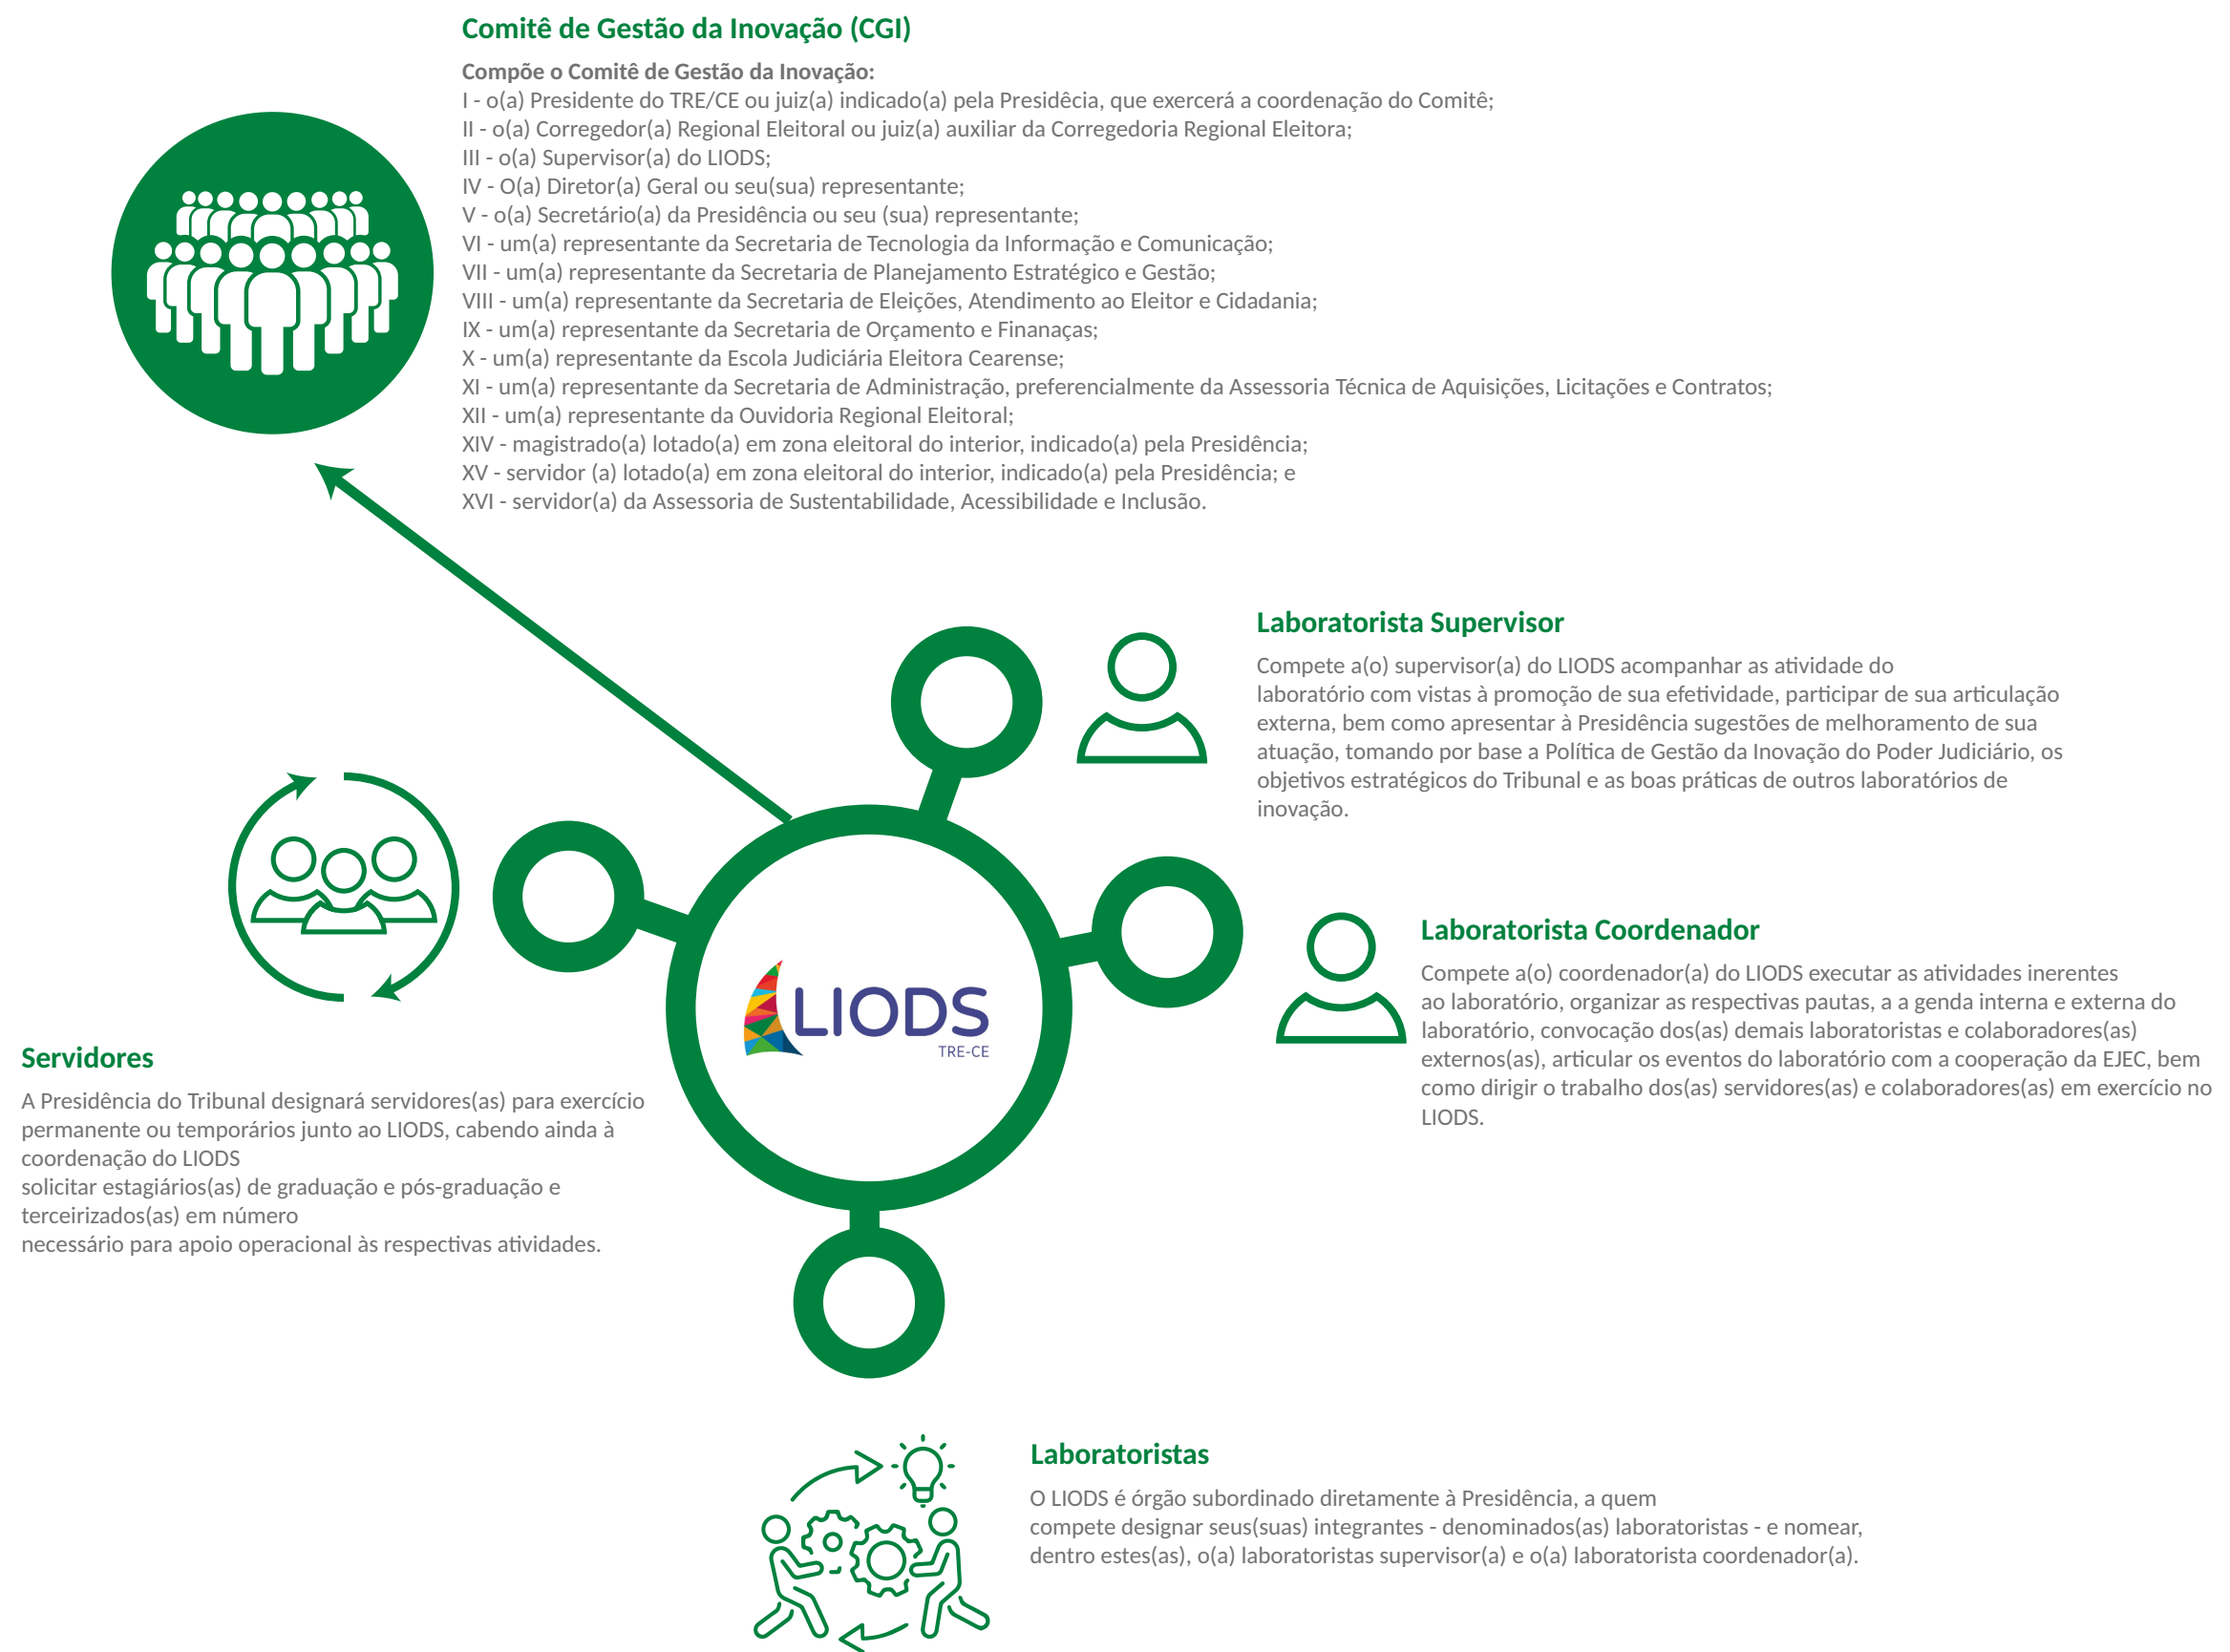 Comitê de Gestão da Inovação (CGI)
Compõe o Comitê de Gestão da Inovação:
I - o(a) Presidente do TRE/CE ou juiz(a) indicado(a) pela Presidêcia, que exercerá a coordenação do Comitê;
II - o(a) Corregedor(a) Regional Eleitoral ou juiz(a) auxiliar da Corregedoria Regional Eleitora;
III - o(a) Supervisor(a) do LIODS;
IV - O(a) Diretor(a) Geral ou seu(sua) representante;
V - o(a) Secretário(a) da Presidência ou seu (sua) representante;
VI - um(a) representante da Secretaria de Tecnologia da Informação e Comunicação;
VII - um(a) representante da Secretaria de Planejamento Estratégico e Gestão;
VIII - um(a) representante da Secretaria de Eleições, Atendimento ao Eleitor e Cidadania;
IX - um(a) representante da Secretaria de Orçamento e Finanaças;
X - um(a) representante da Escola Judiciária Eleitora Cearense;
XI - um(a) representante da Secretaria de Administração, preferencialmente da Assessoria Técnica de Aquisições, Licitações e Contratos;
XII - um(a) representante da Ouvidoria Regional Eleitoral;
XIV - magistrado(a) lotado(a) em zona eleitoral do interior, indicado(a) pela Presidência;
XV - servidor (a) lotado(a) em zona eleitoral do interior, indicado(a) pela Presidência; e
XVI - servidor(a) da Assessoria de Sustentabilidade, Acessibilidade e Inclusão.
Laboratorista Supervisor
Compete a(o) supervisor(a) do LIODS acompanhar as atividade do
laboratório com vistas à promoção de sua efetividade, participar de sua articulação
externa, bem como apresentar à Presidência sugestões de melhoramento de sua
atuação, tomando por base a Política de Gestão da Inovação do Poder Judiciário, os
objetivos estratégicos do Tribunal e as boas práticas de outros laboratórios de
inovação.
Laboratorista Coordenador
Compete a(o) coordenador(a) do LIODS executar as atividades inerentes
ao laboratório, organizar as respectivas pautas, a a genda interna e externa do
laboratório, convocação dos(as) demais laboratoristas e colaboradores(as)
externos(as), articular os eventos do laboratório com a cooperação da EJEC, bem
como dirigir o trabalho dos(as) servidores(as) e colaboradores(as) em exercício no
LIODS.
LIODS
TRE-CE
Servidores
A Presidência do Tribunal designará servidores(as) para exercício
permanente ou temporários junto ao LIODS, cabendo ainda à
coordenação do LIODS
solicitar estagiários(as) de graduação e pós-graduação e
terceirizados(as) em número
necessário para apoio operacional às respectivas atividades.
Laboratoristas
O LIODS é órgão subordinado diretamente à Presidência, a quem
compete designar seus(suas) integrantes - denominados(as) laboratoristas - e nomear,
dentro estes(as), o(a) laboratoristas supervisor(a) e o(a) laboratorista coordenador(a).